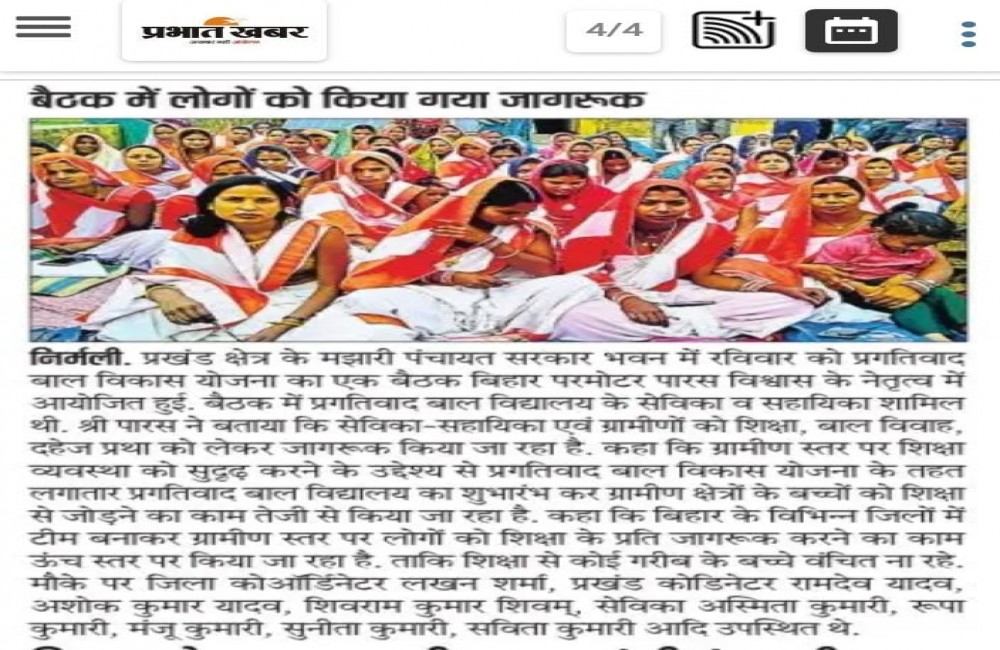 प्रभात खबर
4/4
बैठक में लोगों को किया गया जागरूक
निर्मली. प्रखंड क्षेत्र के मझारी पंचायत सरकार भवन में रविवार को प्रगतिवाद
बाल विकास योजना का एक बैठक बिहार परमोटर पारस विश्वास के नेतृत्व में
आयोजित हुई. बैठक में प्रगतिवाद बाल विद्यालय के सेविका व सहायिका शामिल
थी. श्री पारस ने बताया कि सेविका-सहायिका एवं ग्रामीणों को शिक्षा, बाल विवाह,
दहेज प्रथा को लेकर जागरूक किया जा रहा है. कहा कि ग्रामीण स्तर पर शिक्षा
व्यवस्था को सुदृढ़ करने के उद्देश्य से प्रगतिवाद बाल विकास योजना के तहत
लगातार प्रगतिवाद बाल विद्यालय का शुभारंभ कर ग्रामीण क्षेत्रों के बच्चों को शिक्षा
से जोड़ने का काम तेजी से किया जा रहा है. कहा कि बिहार के विभिन्न जिलों में
टीम बनाकर ग्रामीण स्तर पर लोगों को शिक्षा के प्रति जागरूक करने का काम
ऊंच स्तर पर किया जा रहा है. ताकि शिक्षा से कोई गरीब के बच्चे वंचित ना रहे.
मौके पर जिला कोऑर्डिनेटर लखन शर्मा, प्रखंड कोडिनेटर रामदेव यादव,
अशोक कुमार यादव, शिवराम कुमार शिवम्, सेविका अस्मिता कुमारी, रूपा
कुमारी, मंजू कुमारी, सुनीता कुमारी, सविता कुमारी आदि उपस्थित थे.